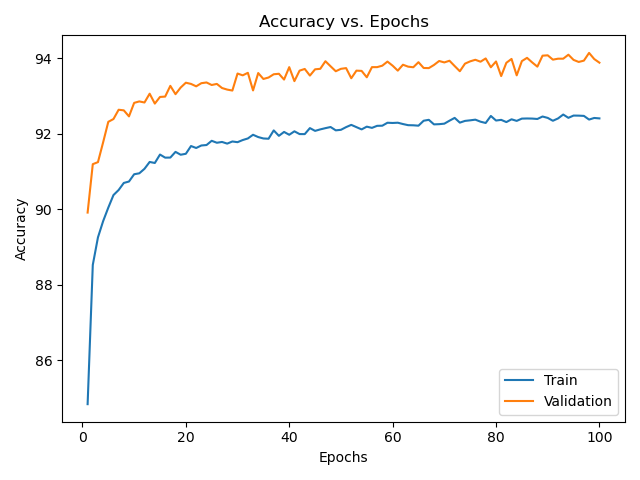 Accuracy vs. Epochs
Accuracy
94
92
90
88
86
0 20 40 60 80 100
Epochs
Train
Validation